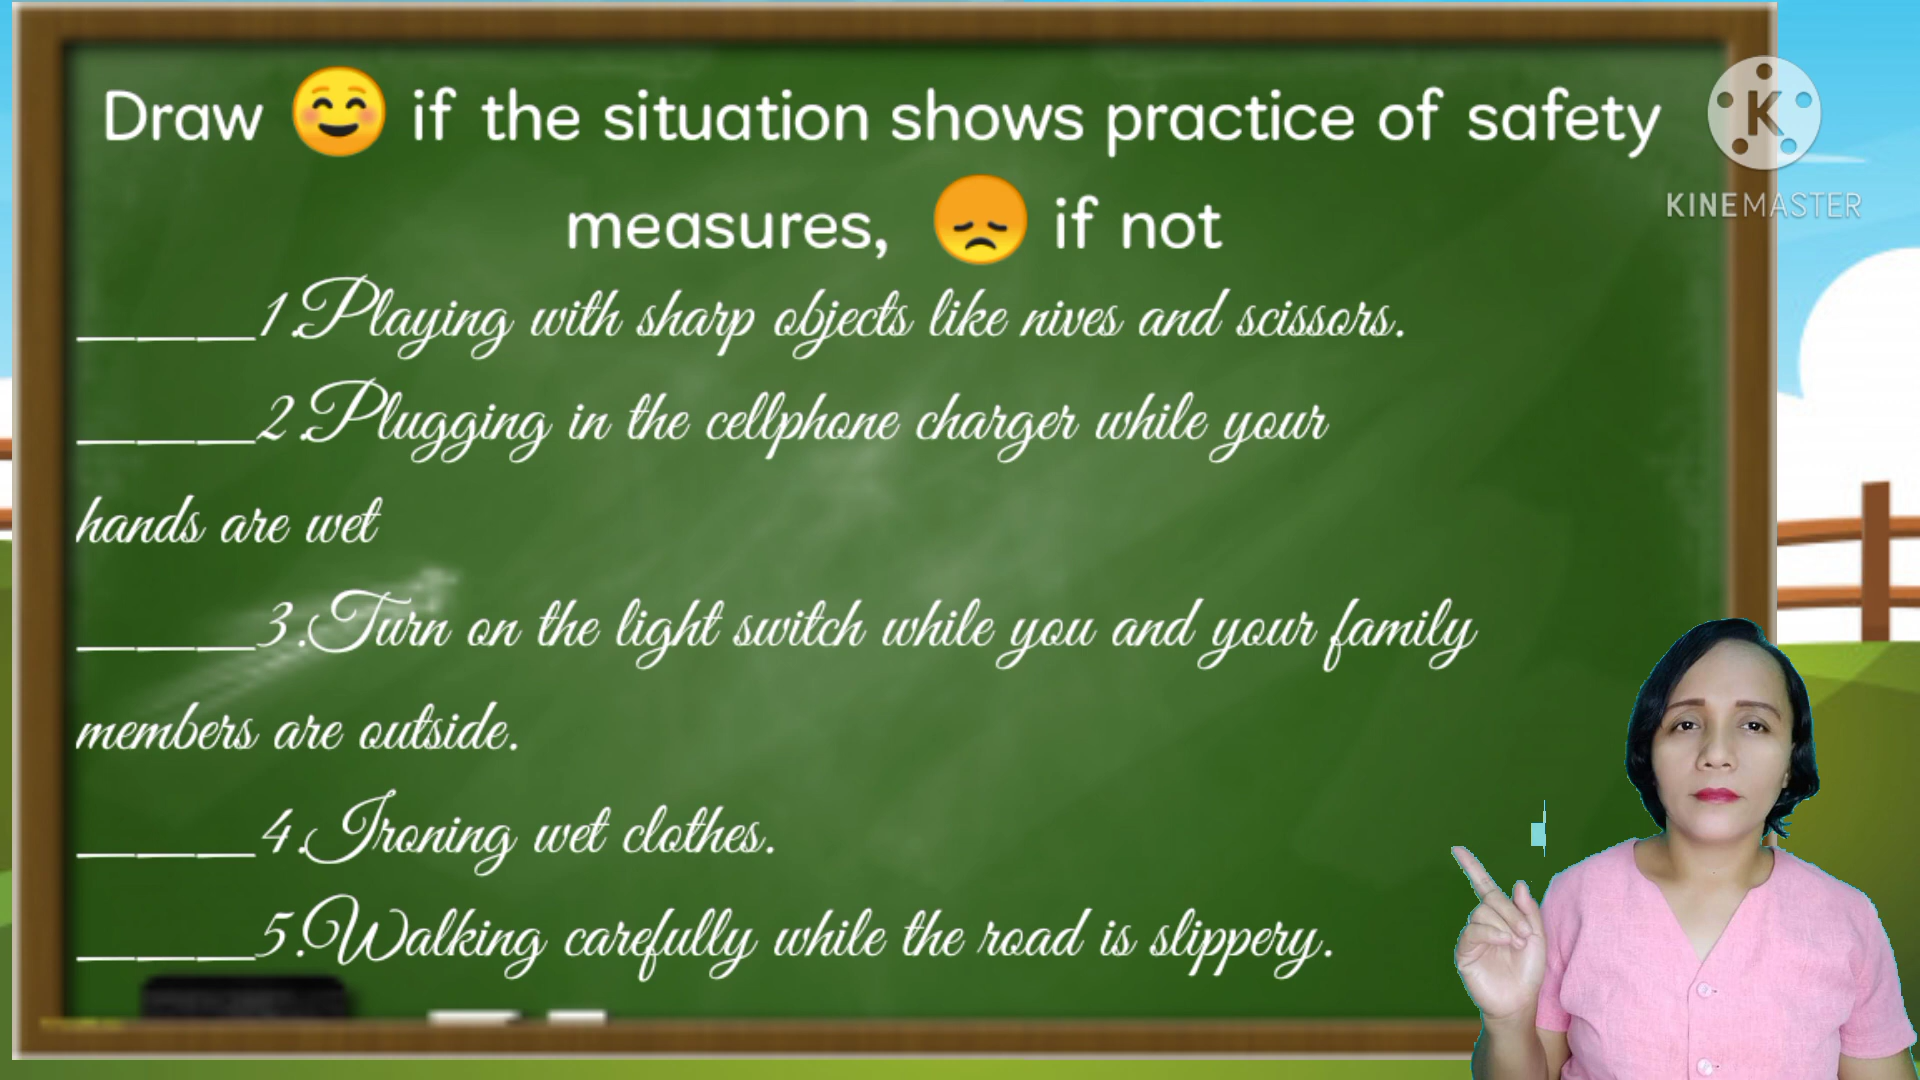 Draw ☺️ if the situation shows practice of safety
measures, 😞 if not
______1.Playing with sharp objects like nives and scissors.
______2.Plugging in the cellphone charger while your
hands are wet
______3.Turn on the light switch while you and your family
members are outside.
______4.Ironing wet clothes.
______5.Walking carefully while the road is slippery.
K
KINEMASTER